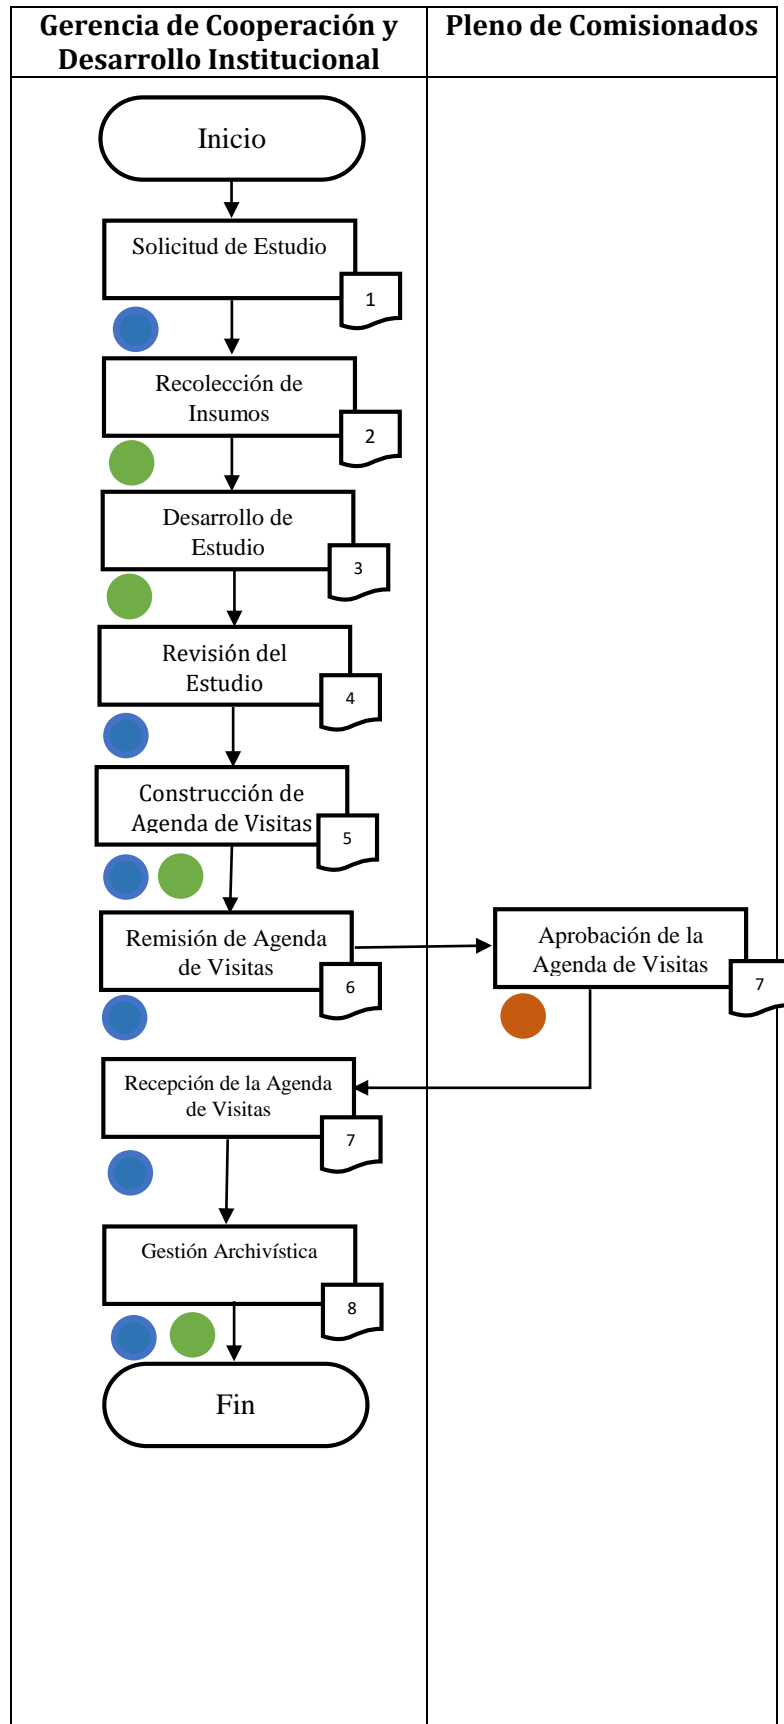 Gerencia de Cooperación y
Desarrollo Institucional
Pleno de Comisionados
Inicio
Solicitud de Estudio
1
Recolección de
Insumos
2
Desarrollo de
Estudio
3
Revisión del
Estudio
4
Construcción de
Agenda de Visitas
5
Remisión de Agenda
de Visitas
6
Aprobación de la
Agenda de Visitas
7
Recepción de la Agenda
de Visitas
7
Gestión Archivística
8
Fin